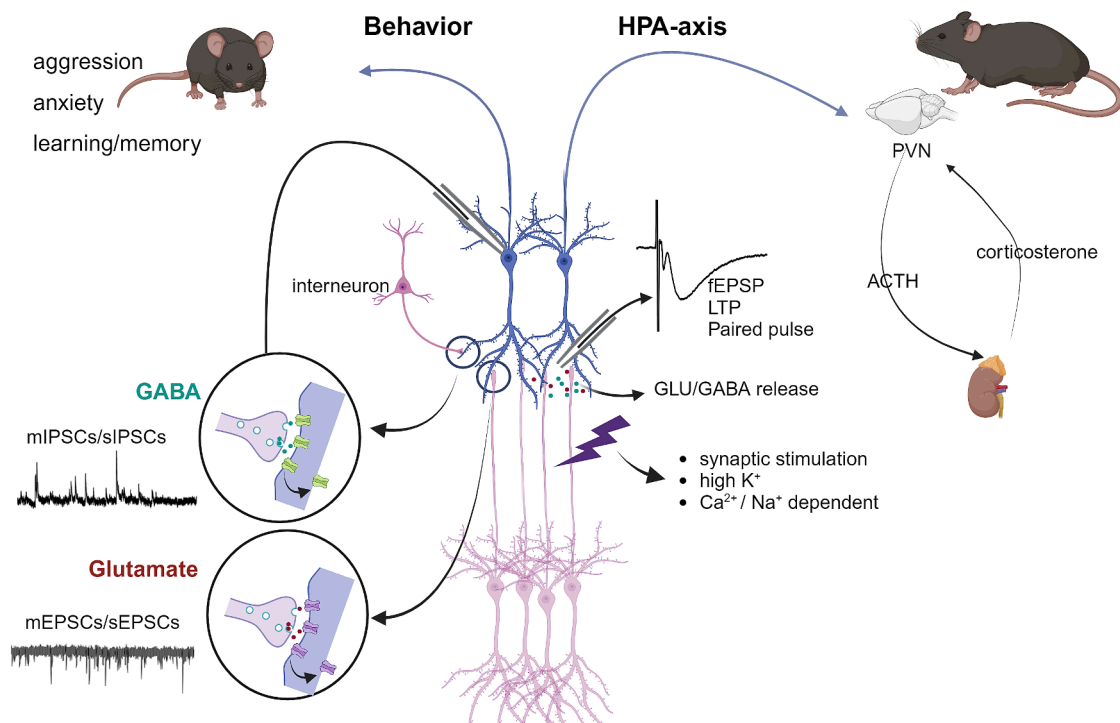 Behavior
HPA-axis
aggression
anxiety
learning/memory
PVN
corticosterone
ACTH
interneuron
fEPSP
LTP
Paired pulse
GABA
GLU/GABA release
mIPSCs/sIPSCs
• synaptic stimulation
• high K⁺
• Ca²⁺ / Na⁺ dependent
Glutamate
mEPSCs/sEPSCs